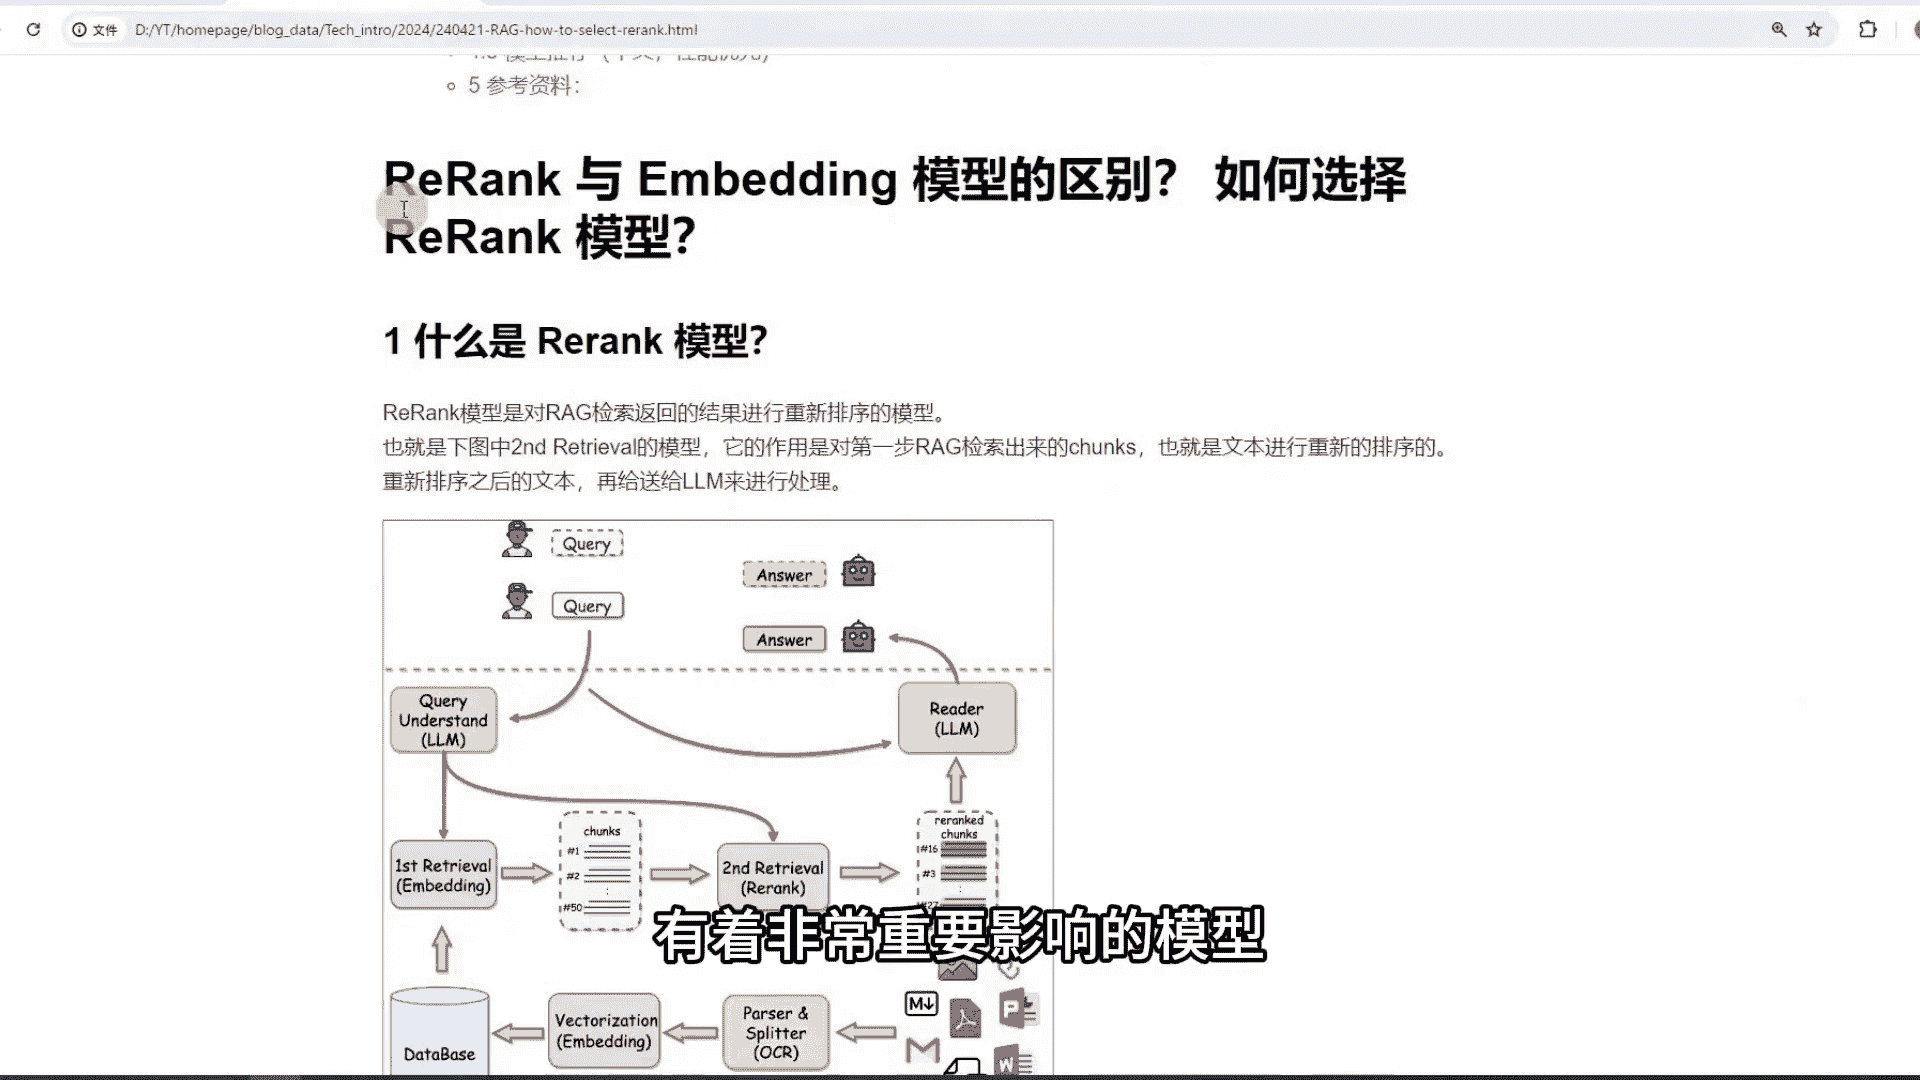 文件
D:/YT/homepage/blog_data/Tech_intro/2024/240421-RAG-how-to-select-rerank.html
5 参考资料：
ReRank 与 Embedding 模型的区别？ 如何选择
ReRank 模型？
1 什么是 Rerank 模型？
ReRank模型是对RAG检索返回的结果进行重新排序的模型。
也就是下图中2nd Retrieval的模型，它的作用是对第一步RAG检索出来的chunks，也就是文本进行重新的排序的。
重新排序之后的文本，再给送给LLM来进行处理。
Query
Answer
Query
Answer
Query
Understand
(LLM)
Reader
(LLM)
1st Retrieval
(Embedding)
chunks
#1
#2
#50
2nd Retrieval
(Rerank)
reranked
chunks
#16
#3
#27
有着非常重要影响的模型
DataBase
Vectorization
(Embedding)
Parser &
Splitter
(OCR)
M↓
P
W